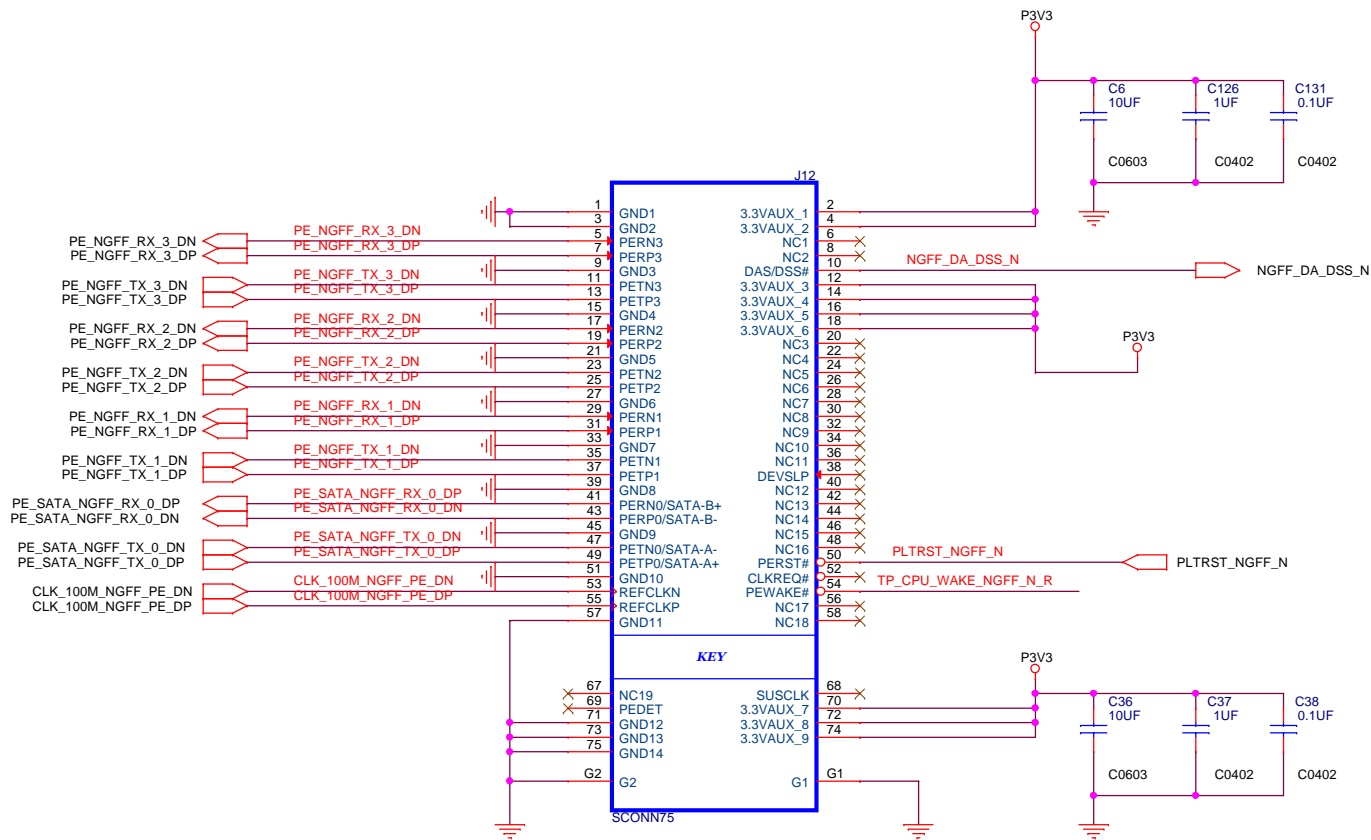 P3V3
C6
10UF
C0603
C126
1UF
C0402
C131
0.1UF
C0402
J12
1 GND1
3 GND2
PE_NGFF_RX_3_DN PE_NGFF_RX_3_DN 5 PERN3
PE_NGFF_RX_3_DP PE_NGFF_RX_3_DP 7 PERP3
9 GND3
PE_NGFF_TX_3_DN PE_NGFF_TX_3_DN 11 PETN3
PE_NGFF_TX_3_DP PE_NGFF_TX_3_DP 13 PETP3
15 GND4
PE_NGFF_RX_2_DN PE_NGFF_RX_2_DN 17 PERN2
PE_NGFF_RX_2_DP PE_NGFF_RX_2_DP 19 PERP2
21 GND5
PE_NGFF_TX_2_DN PE_NGFF_TX_2_DN 23 PETN2
PE_NGFF_TX_2_DP PE_NGFF_TX_2_DP 25 PETP2
27 GND6
PE_NGFF_RX_1_DN PE_NGFF_RX_1_DN 29 PERN1
PE_NGFF_RX_1_DP PE_NGFF_RX_1_DP 31 PERP1
33 GND7
PE_NGFF_TX_1_DN PE_NGFF_TX_1_DN 35 PETN1
PE_NGFF_TX_1_DP PE_NGFF_TX_1_DP 37 PETP1
39 GND8
PE_SATA_NGFF_RX_0_DP PE_SATA_NGFF_RX_0_DP 41 PERN0/SATA-B+
PE_SATA_NGFF_RX_0_DN PE_SATA_NGFF_RX_0_DN 43 PERP0/SATA-B-
45 GND9
PE_SATA_NGFF_TX_0_DN PE_SATA_NGFF_TX_0_DN 47 PETN0/SATA-A-
PE_SATA_NGFF_TX_0_DP PE_SATA_NGFF_TX_0_DP 49 PETP0/SATA-A+
51 GND10
CLK_100M_NGFF_PE_DN CLK_100M_NGFF_PE_DN 53 REFCLKN
CLK_100M_NGFF_PE_DP CLK_100M_NGFF_PE_DP 55 REFCLKP
57 GND11
3.3VAUX_1 2
3.3VAUX_2 4
NC1 6
NC2 8
DAS/DSS# 10 NGFF_DA_DSS_N NGFF_DA_DSS_N
3.3VAUX_3 12
3.3VAUX_4 14
3.3VAUX_5 16
3.3VAUX_6 18
P3V3
NC3 20
NC4 22
NC5 24
NC6 26
NC7 28
NC8 30
NC9 32
NC10 34
NC11 36
DEVSLP 38
NC12 40
NC13 42
NC14 44
NC15 46
NC16 48
PERST# 50 PLTRST_NGFF_N PLTRST_NGFF_N
CLKREQ# 52
PEWAKE# 54 TP_CPU_WAKE_NGFF_N_R
NC17 56
NC18 58
KEY
67 NC19
69 PEDET
71 GND12
73 GND13
75 GND14
G2 G2
SUSCLK 68
3.3VAUX_7 70
3.3VAUX_8 72
3.3VAUX_9 74
G1 G1
SCONN75
P3V3
C36
10UF
C0603
C37
1UF
C0402
C38
0.1UF
C0402